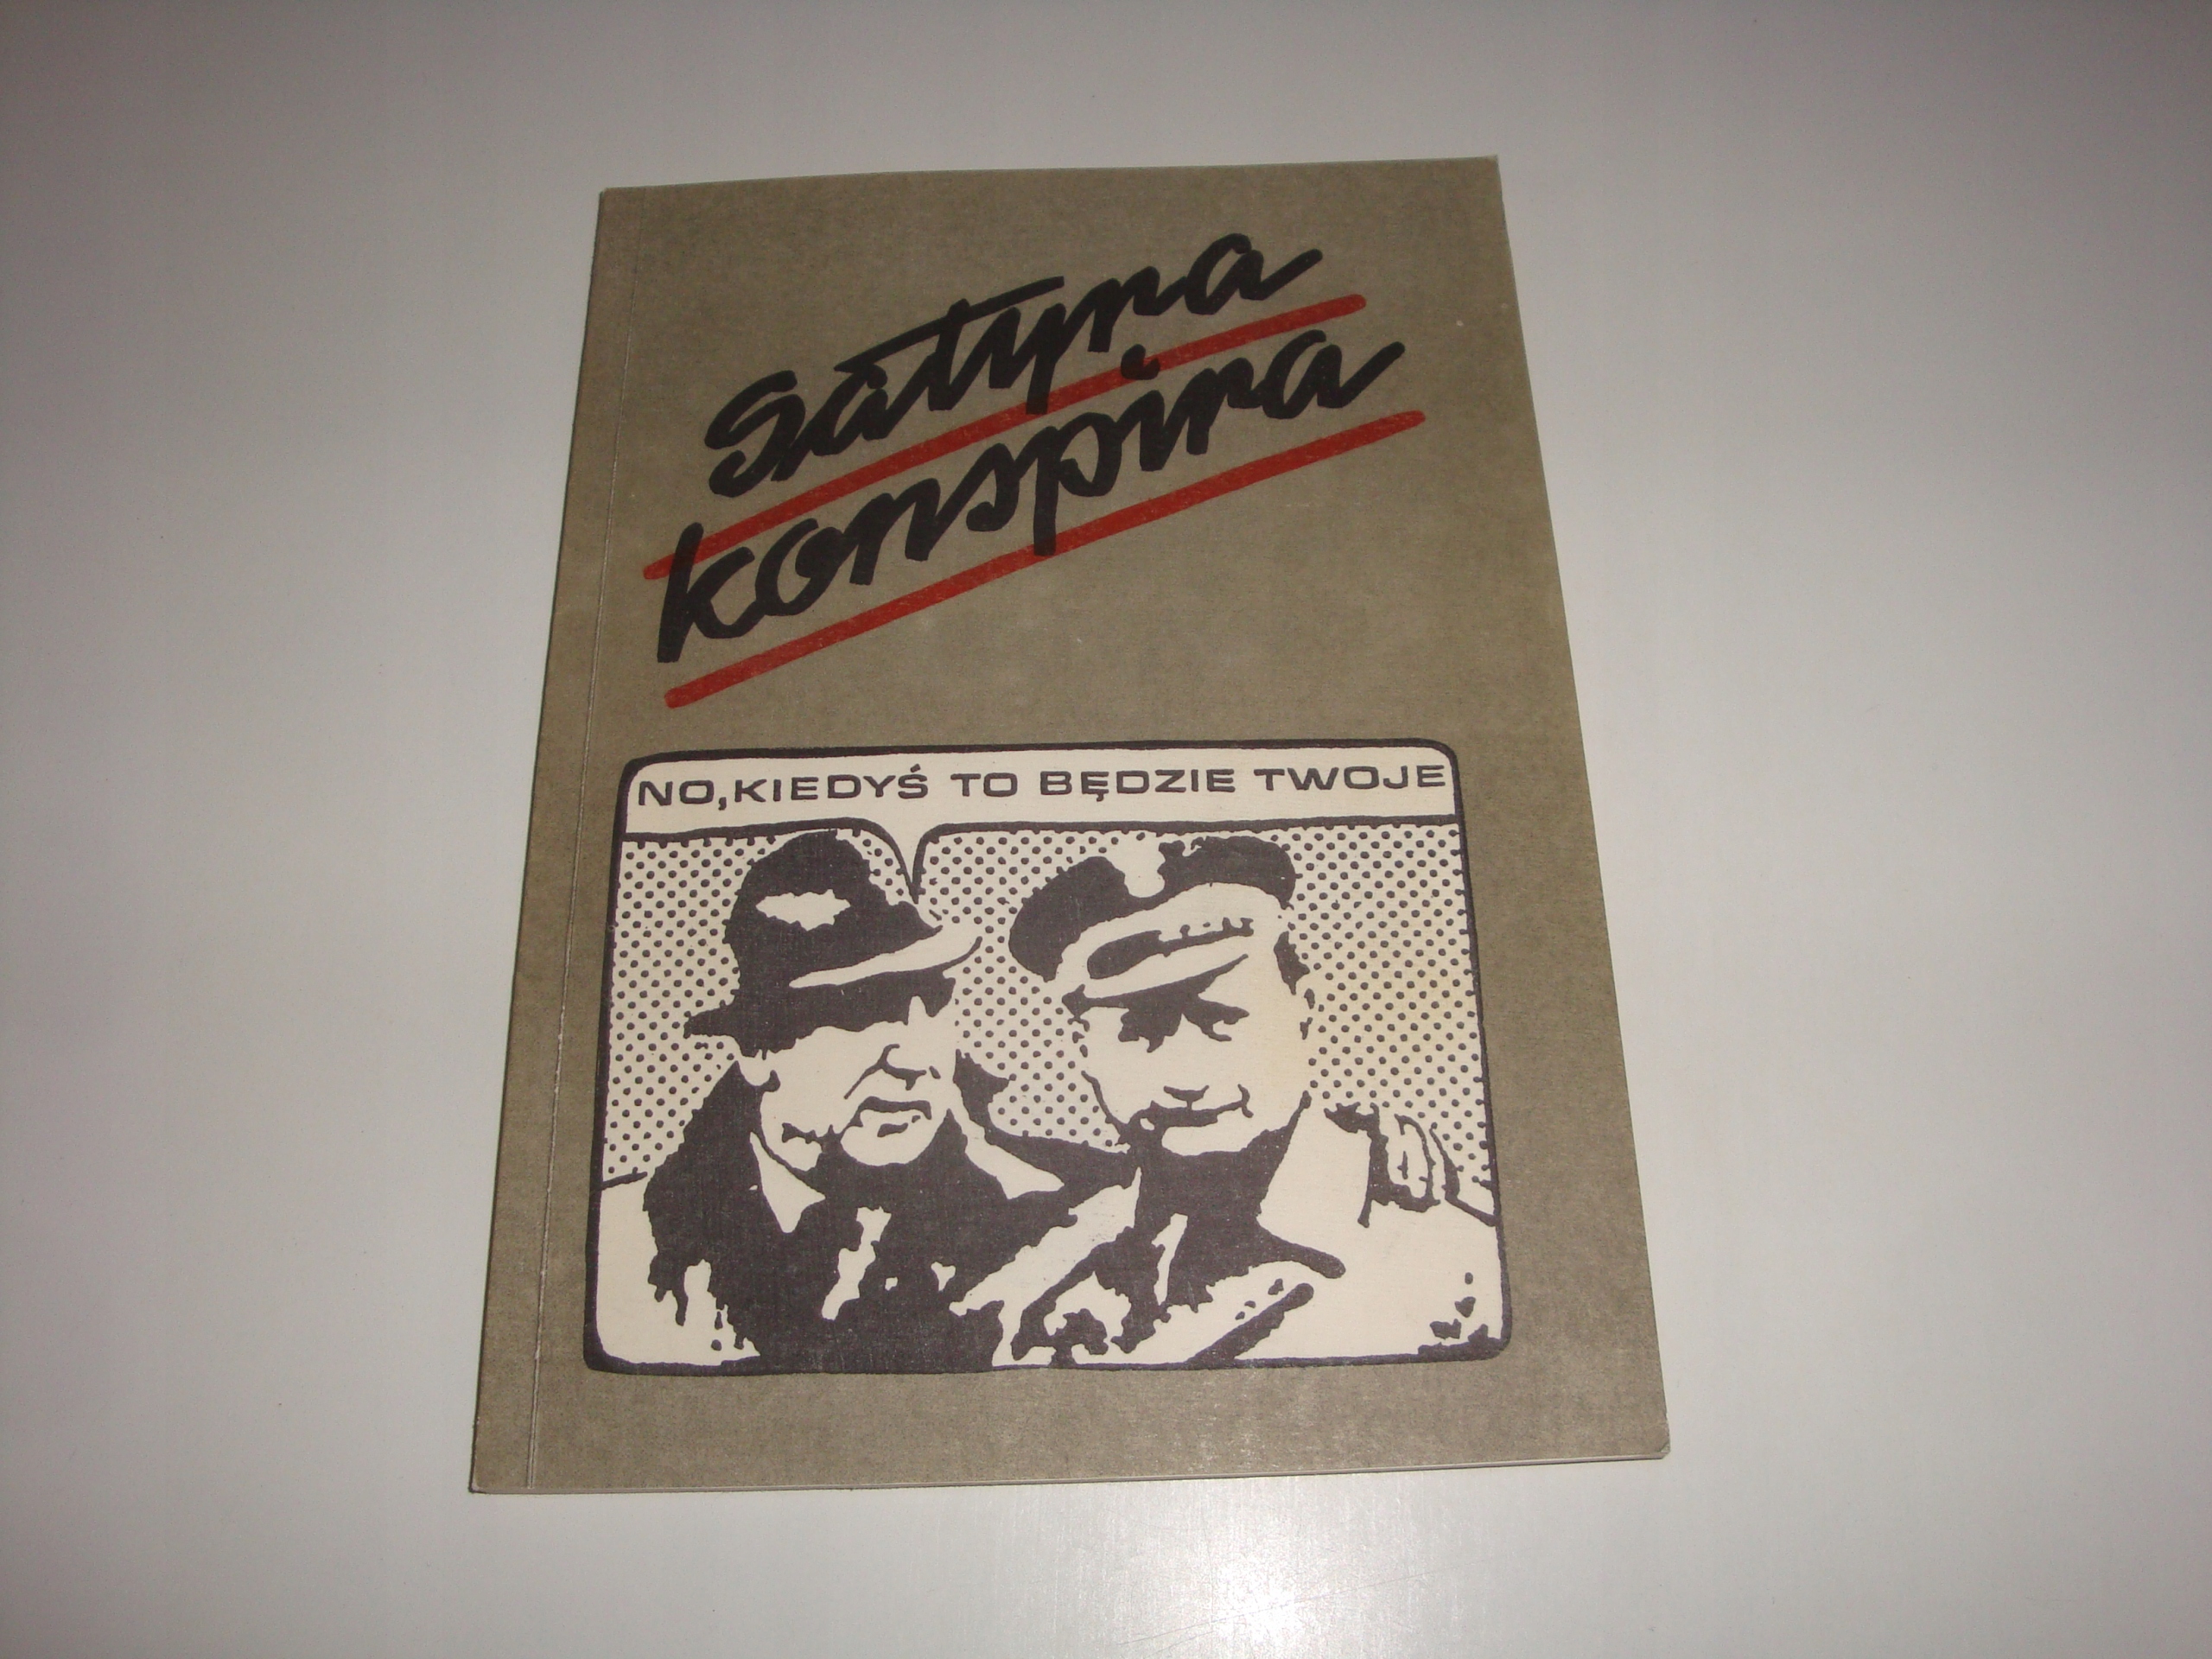 satyra
konspira
NO, KIEDYŚ TO BĘDZIE TWOJE